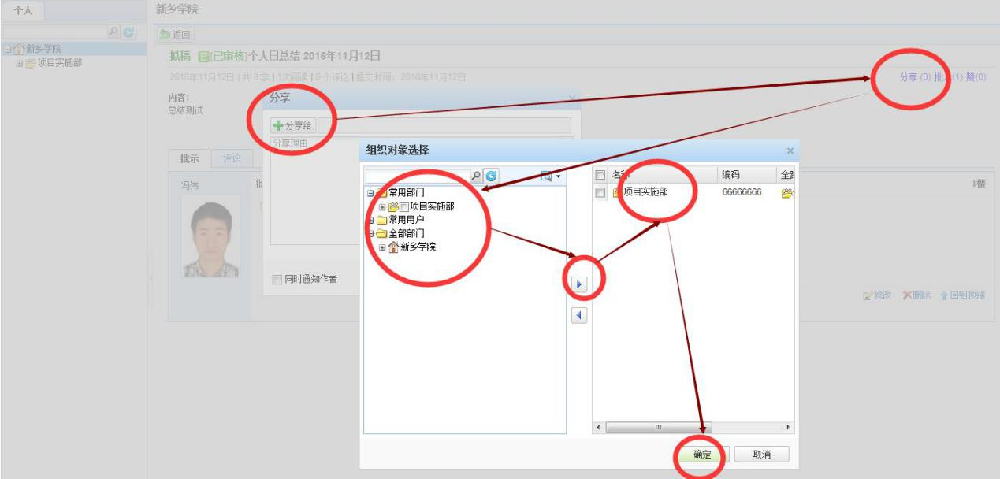 个人
新乡学院
项目实施部
新乡学院
返回
拟稿 [已审核]个人日总结 2016年11月12日
2016年11月12日 | 共 3 字 | 1次阅读 | 0 个评论 | 提交时间: 2016年11月12日
分享 (0) 批示(1) 赞(0)
内容:
总结测试
分享
分享给
分享理由
同时通知作者
批示 评论
冯伟
1楼
修改 删除 回到顶端
组织对象选择
常用部门
项目实施部
常用用户
全部部门
新乡学院
名称 编码
项目实施部 66666666
确定 取消